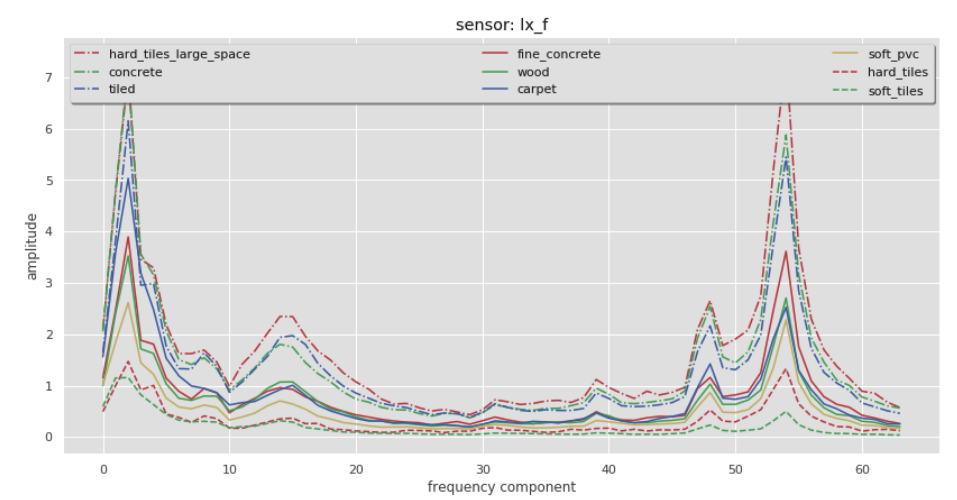 sensor: lx_f
hard_tiles_large_space fine_concrete soft_pvc
concrete wood hard_tiles
tiled carpet soft_tiles
7
6
5
4
3
2
1
0
amplitude
0 10 20 30 40 50 60
frequency component